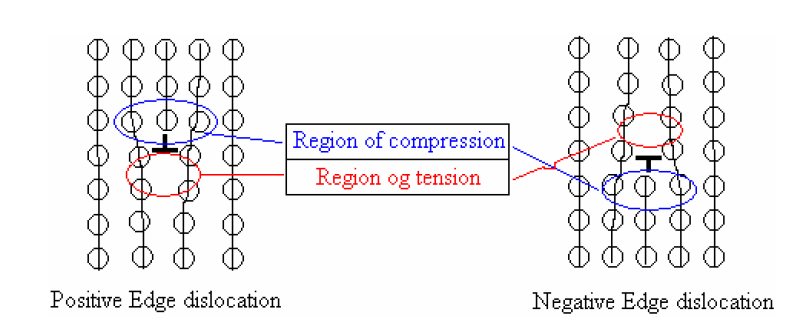 Region of compression
Region og tension
Positive Edge dislocation
Negative Edge dislocation